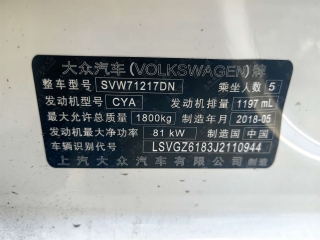 大众汽车(VOLKSWAGEN)牌
整车型号 SVW71217DN 乘坐人数 5
发动机型号 CYA 发动机排量 1197 mL
最大允许总质量 1800kg 制造年月 2018-05
发动机最大净功率 81 kW 制造国 中国
车辆识别代号 LSVGZ6183J2110944
上汽大众汽车有限公司制造